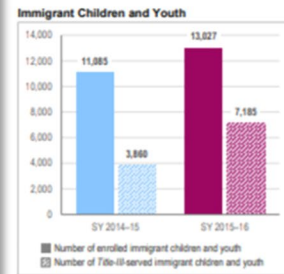 Immigrant Children and Youth
14,000
12,000
10,000
8,000
6,000
4,000
2,000
0
11,085
3,860
13,027
7,185
SY 2014–15
SY 2015–16
Number of enrolled immigrant children and youth
Number of Title-III-served immigrant children and youth